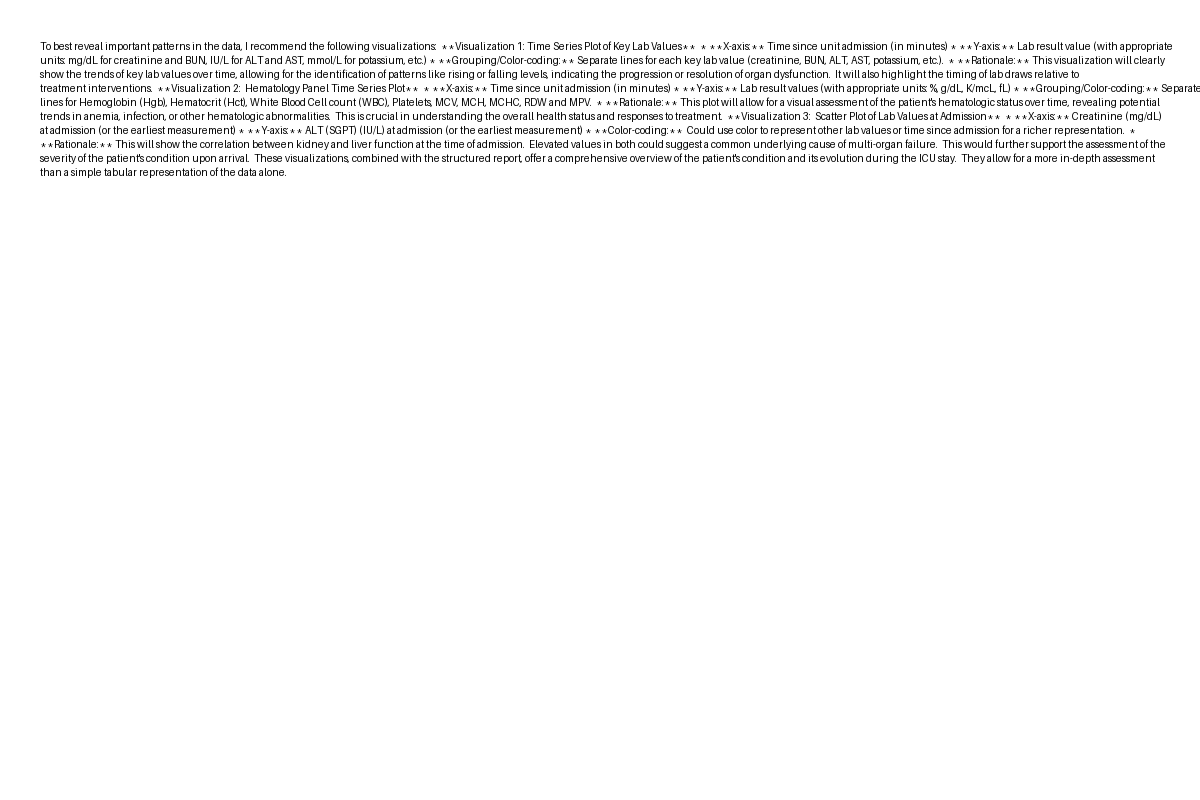 To best reveal important patterns in the data, I recommend the following visualizations:  **Visualization 1: Time Series Plot of Key Lab Values**  * **X-axis:** Time since unit admission (in minutes) * **Y-axis:** Lab result value (with appropriate
units: mg/dL for creatinine and BUN, IU/L for ALT and AST, mmol/L for potassium, etc.) * **Grouping/Color-coding:** Separate lines for each key lab value (creatinine, BUN, ALT, AST, potassium, etc.).  * **Rationale:** This visualization will clearly
show the trends of key lab values over time, allowing for the identification of patterns like rising or falling levels, indicating the progression or resolution of organ dysfunction.  It will also highlight the timing of lab draws relative to
treatment interventions.  **Visualization 2:  Hematology Panel Time Series Plot**  * **X-axis:** Time since unit admission (in minutes) * **Y-axis:** Lab result values (with appropriate units: %, g/dL, K/mcL, fL) * **Grouping/Color-coding:** Separate
lines for Hemoglobin (Hgb), Hematocrit (Hct), White Blood Cell count (WBC), Platelets, MCV, MCH, MCHC, RDW and MPV.  * **Rationale:** This plot will allow for a visual assessment of the patient's hematologic status over time, revealing potential
trends in anemia, infection, or other hematologic abnormalities.  This is crucial in understanding the overall health status and responses to treatment.  **Visualization 3:  Scatter Plot of Lab Values at Admission**  * **X-axis:** Creatinine (mg/dL)
at admission (or the earliest measurement) * **Y-axis:** ALT (SGPT) (IU/L) at admission (or the earliest measurement) * **Color-coding:**  Could use color to represent other lab values or time since admission for a richer representation.  *
**Rationale:** This will show the correlation between kidney and liver function at the time of admission.  Elevated values in both could suggest a common underlying cause of multi-organ failure.  This would further support the assessment of the
severity of the patient's condition upon arrival.  These visualizations, combined with the structured report, offer a comprehensive overview of the patient's condition and its evolution during the ICU stay.  They allow for a more in-depth assessment
than a simple tabular representation of the data alone.